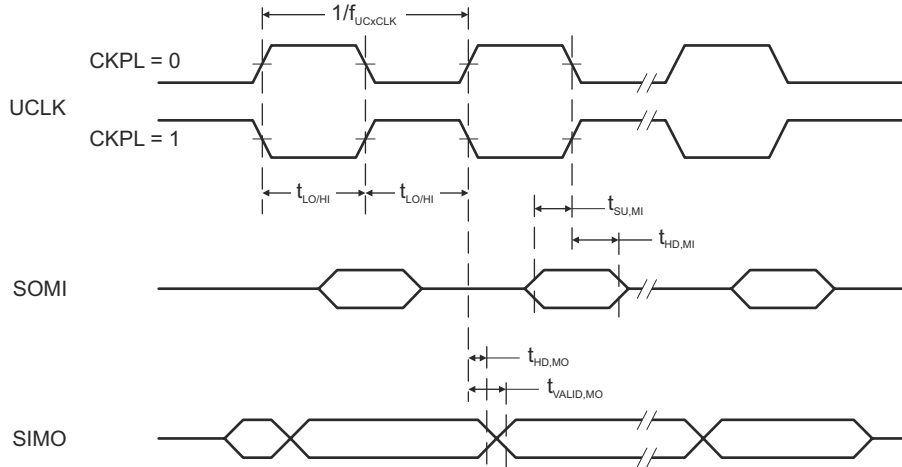 1/fUCxCLK
CKPL = 0
UCLK
CKPL = 1
tLO/HI tLO/HI
tSU,MI
tHD,MI
SOMI
tHD,MO
tVALID,MO
SIMO